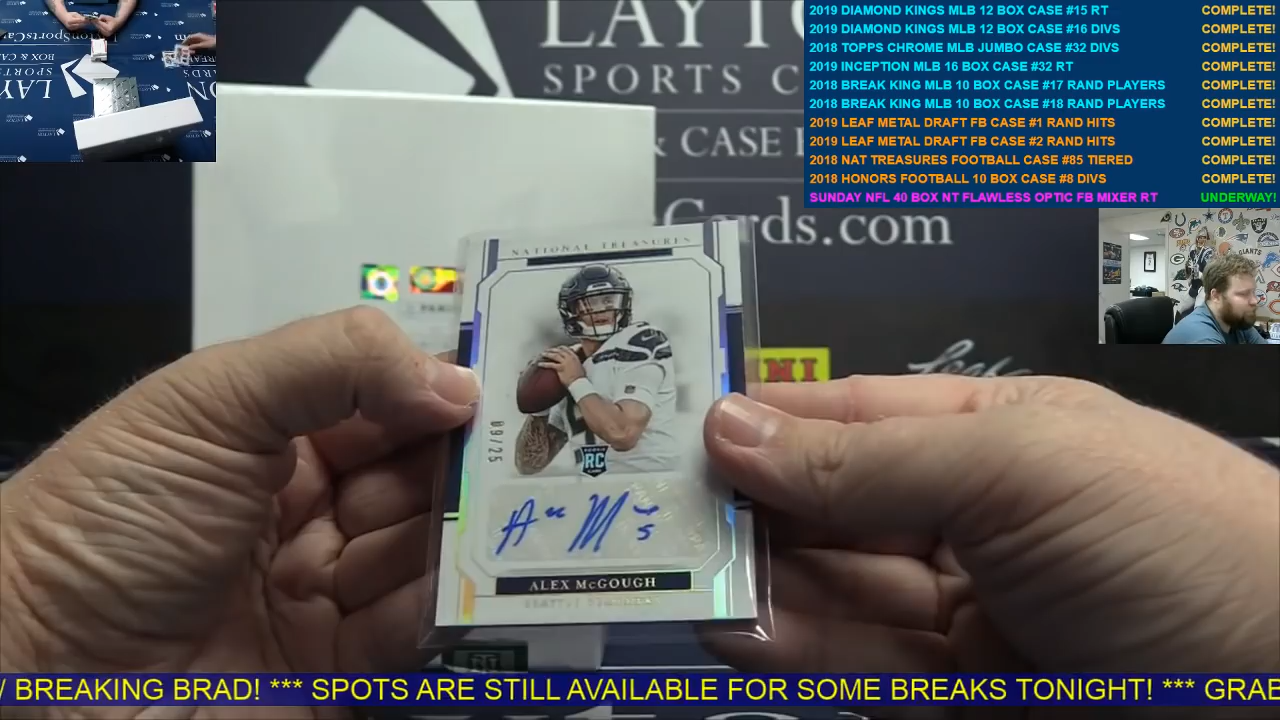 2019 DIAMOND KINGS MLB 12 BOX CASE #15 RT COMPLETE!
2019 DIAMOND KINGS MLB 12 BOX CASE #16 DIVS COMPLETE!
2018 TOPPS CHROME MLB JUMBO CASE #32 DIVS COMPLETE!
2019 INCEPTION MLB 16 BOX CASE #32 RT COMPLETE!
2018 BREAK KING MLB 10 BOX CASE #17 RAND PLAYERS COMPLETE!
2018 BREAK KING MLB 10 BOX CASE #18 RAND PLAYERS COMPLETE!
2019 LEAF METAL DRAFT FB CASE #1 RAND HITS COMPLETE!
2019 LEAF METAL DRAFT FB CASE #2 RAND HITS COMPLETE!
2018 NAT TREASURES FOOTBALL CASE #85 TIERED COMPLETE!
2018 HONORS FOOTBALL 10 BOX CASE #8 DIVS COMPLETE!
SUNDAY NFL 40 BOX NT FLAWLESS OPTIC FB MIXER RT UNDERWAY!
LAYTO
SPORTS C
& CASE
Cards.com
Leaf
NATIONAL TREASURES
09/25
RC
ALEX McGOUGH
/ BREAKING BRAD! *** SPOTS ARE STILL AVAILABLE FOR SOME BREAKS TONIGHT! *** GRAB